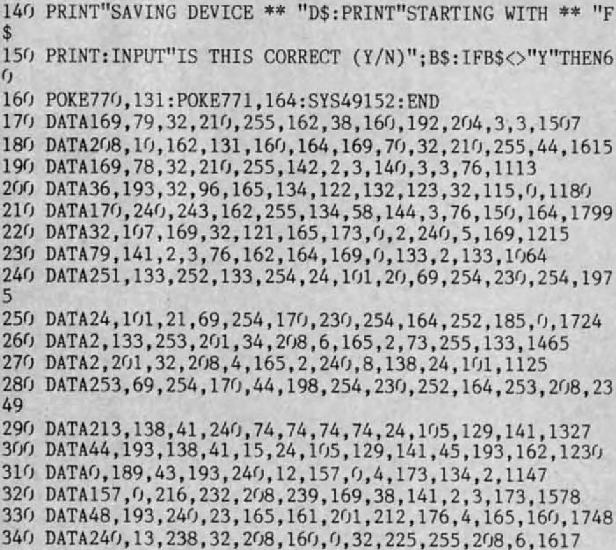 140 PRINT"SAVING DEVICE ** "D$:PRINT"STARTING WITH ** "F
$
150 PRINT:INPUT"IS THIS CORRECT (Y/N)";B$:IFB$<>"Y"THEN6
0
160 POKE770,131:POKE771,164:SYS49152:END
170 DATA169,79,32,210,255,162,38,160,192,204,3,3,1507
180 DATA208,10,162,131,160,164,169,70,32,210,255,44,1615
190 DATA169,78,32,210,255,142,2,3,140,3,3,76,1113
200 DATA36,193,32,96,165,134,122,132,123,32,115,0,1180
210 DATA170,240,243,162,255,134,58,144,3,76,150,164,1799
220 DATA32,107,169,32,121,165,173,0,2,240,5,169,1215
230 DATA79,141,2,3,76,162,164,169,0,133,2,133,1064
240 DATA251,133,252,133,254,24,101,20,69,254,230,254,197
5
250 DATA24,101,21,69,254,170,230,254,164,252,185,0,1724
260 DATA2,133,253,201,34,208,6,165,2,73,255,133,1465
270 DATA2,201,32,208,4,165,2,240,8,138,24,101,1125
280 DATA253,69,254,170,44,198,254,230,252,164,253,208,23
49
290 DATA213,138,41,240,74,74,74,74,24,105,129,141,1327
300 DATA44,193,138,41,15,24,105,129,141,45,193,162,1230
310 DATA0,189,43,193,240,12,157,0,4,173,134,2,1147
320 DATA157,0,216,232,208,239,169,38,141,2,3,173,1578
330 DATA48,193,240,23,165,161,201,212,176,4,165,160,1748
340 DATA240,13,238,32,208,160,0,32,225,255,208,6,1617